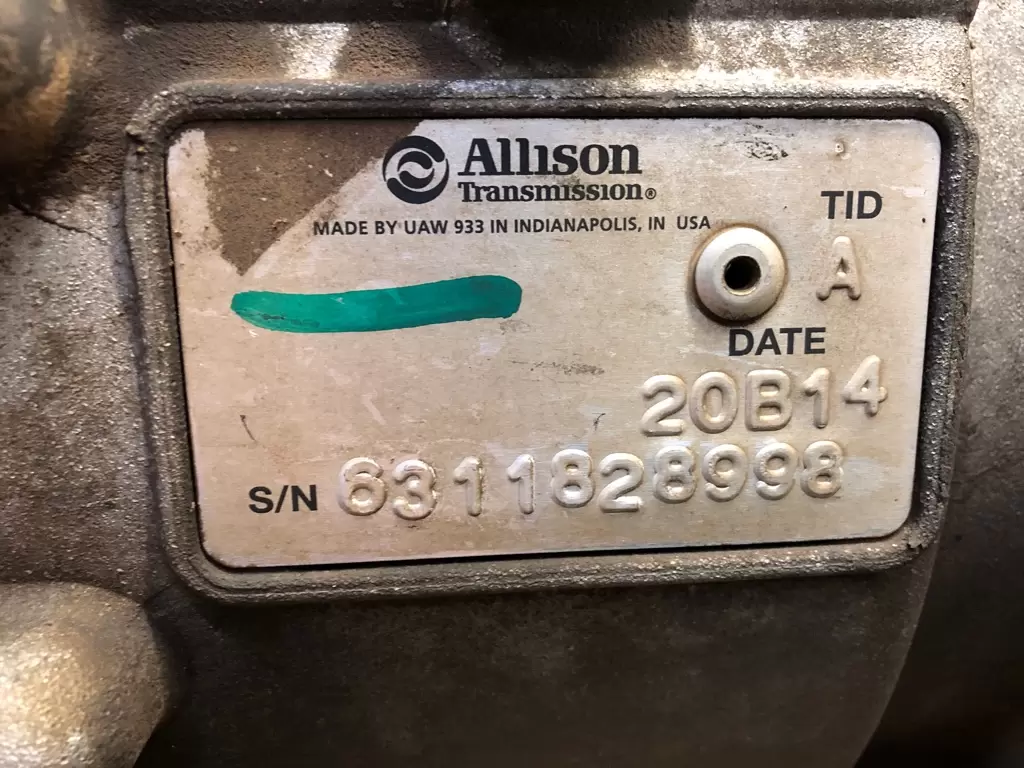 Allison
Transmission®
MADE BY UAW 933 IN INDIANAPOLIS, IN USA
TID
A
DATE
20B14
S/N 6311828998